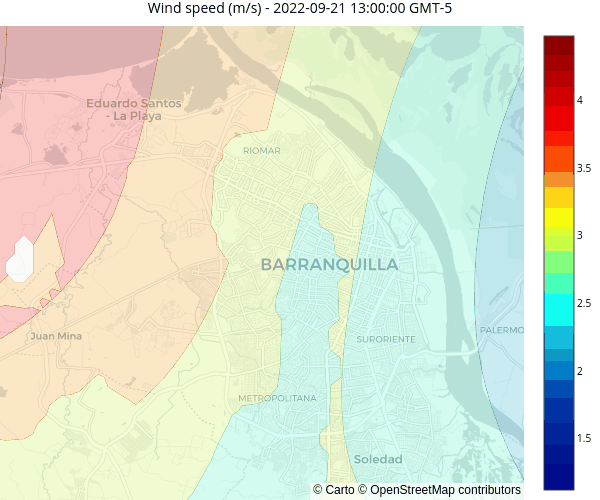 Wind speed (m/s) - 2022-09-21 13:00:00 GMT-5
Eduardo Santos
- La Playa
RIOMAR
BARRANQUILLA
Juan Mina
SURORIENTE
PALERMO
METROPOLITANA
Soledad
© Carto © OpenStreetMap contributors
4
3.5
3
2.5
2
1.5